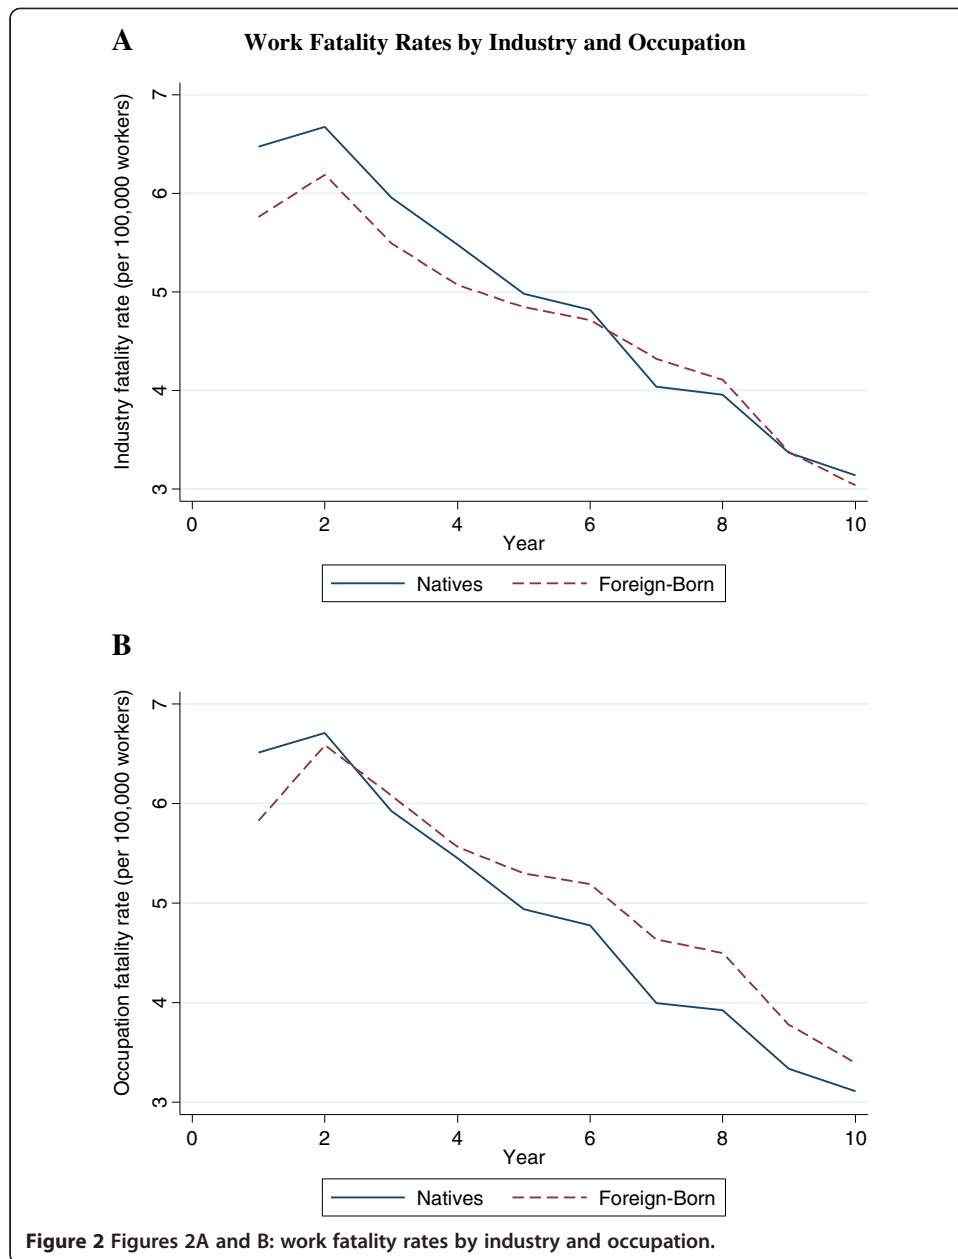 A
Work Fatality Rates by Industry and Occupation
Industry fatality rate (per 100,000 workers)
7
6
5
4
3
0 2 4 6 8 10
Year
Natives Foreign-Born
B
Occupation fatality rate (per 100,000 workers)
7
6
5
4
3
0 2 4 6 8 10
Year
Natives Foreign-Born
Figure 2 Figures 2A and B: work fatality rates by industry and occupation.